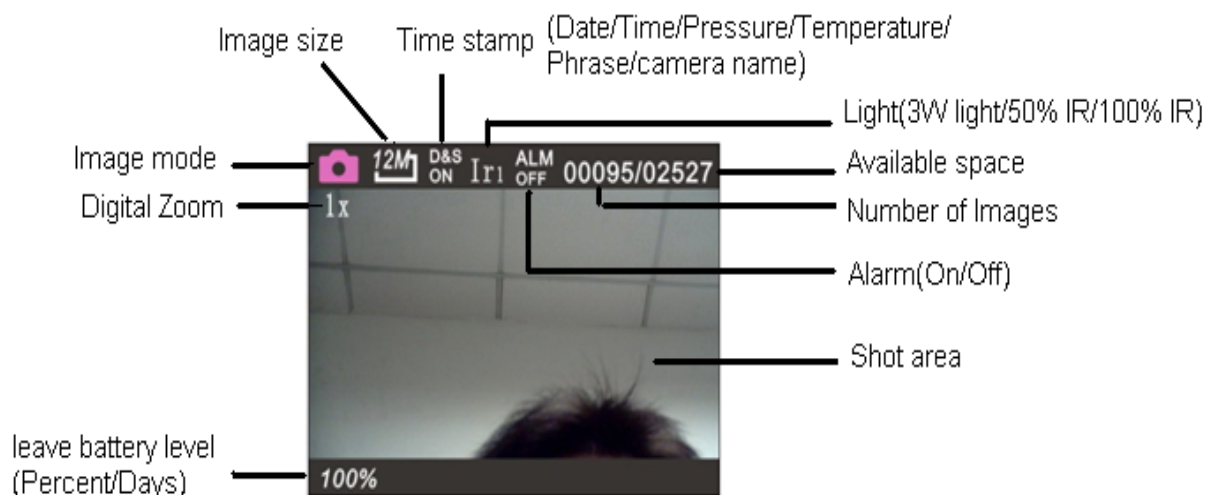 Image size
Time stamp
(Date/Time/Pressure/Temperature/
Phrase/camera name)
Light(3W light/50% IR/100% IR)
Image mode
12M
D&S
ON
Ir1
ALM
OFF
00095/02527
Available space
Digital Zoom
1x
Number of Images
Alarm(On/Off)
Shot area
leave battery level
(Percent/Days)
100%